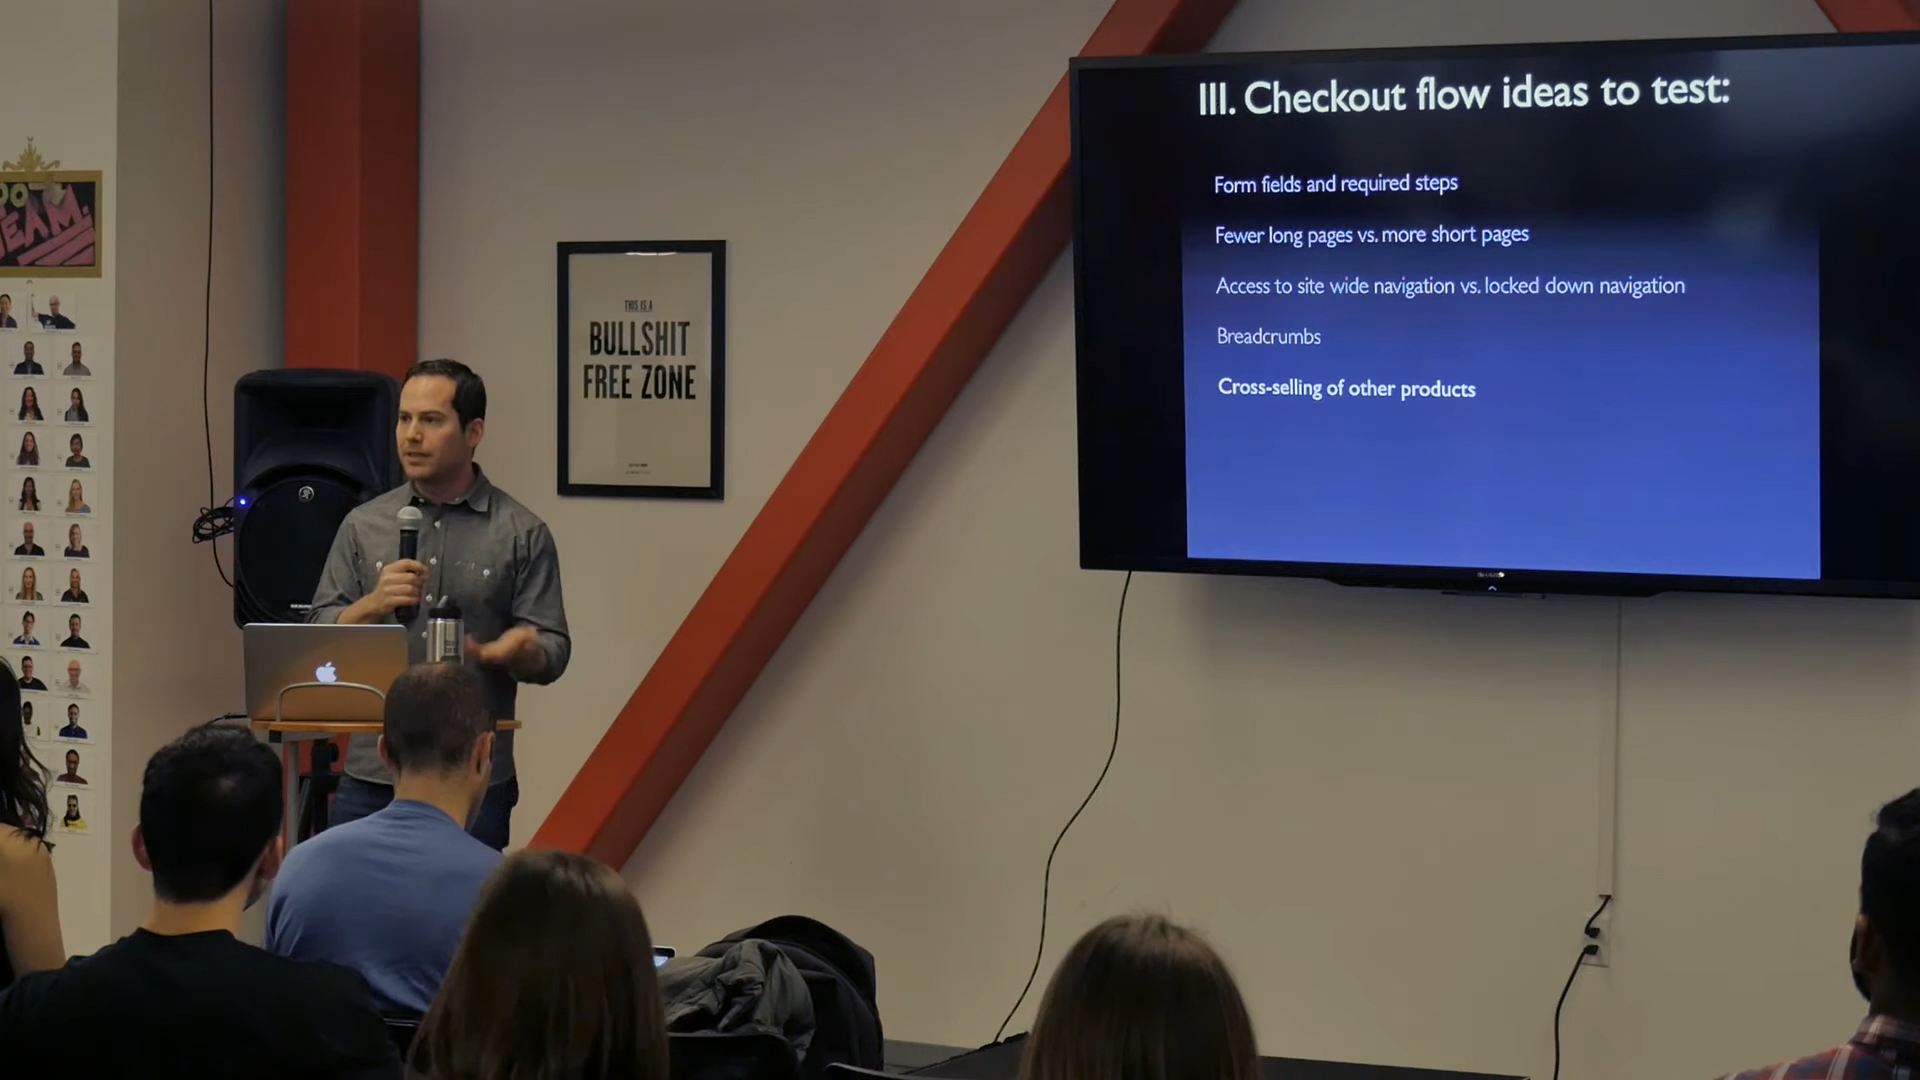 III. Checkout flow ideas to test:
Form fields and required steps
Fewer long pages vs. more short pages
Access to site wide navigation vs. locked down navigation
Breadcrumbs
Cross-selling of other products
THIS IS A
BULLSHIT
FREE ZONE
EAM.
SHARP